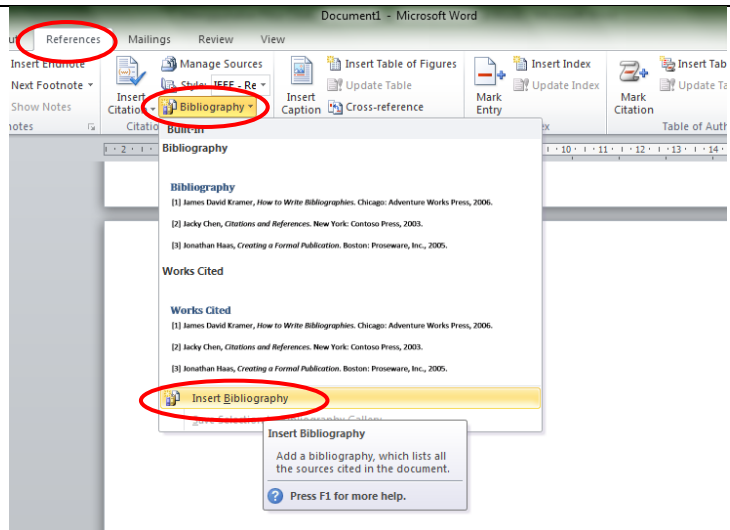 Document1 - Microsoft Word
References Mailings Review View
Insert Endnote
Next Footnote
Show Notes
notes
Insert Citation
Manage Sources
Style: IEEE - Re
Bibliography
Insert Caption
Insert Table of Figures
Update Table
Cross-reference
Mark Entry
Insert Index
Update Index
Mark Citation
Insert Tab
Update Ta
Table of Auth
Built-In
Bibliography
Bibliography
[1] James David Kramer, How to Write Bibliographies. Chicago: Adventure Works Press, 2006.
[2] Jacky Chen, Citations and References. New York: Contoso Press, 2003.
[3] Jonathan Haas, Creating a Formal Publication. Boston: Proseware, Inc., 2005.
Works Cited
Works Cited
[1] James David Kramer, How to Write Bibliographies. Chicago: Adventure Works Press, 2006.
[2] Jacky Chen, Citations and References. New York: Contoso Press, 2003.
[3] Jonathan Haas, Creating a Formal Publication. Boston: Proseware, Inc., 2005.
Insert Bibliography
Insert Bibliography
Add a bibliography, which lists all
the sources cited in the document.
Press F1 for more help.